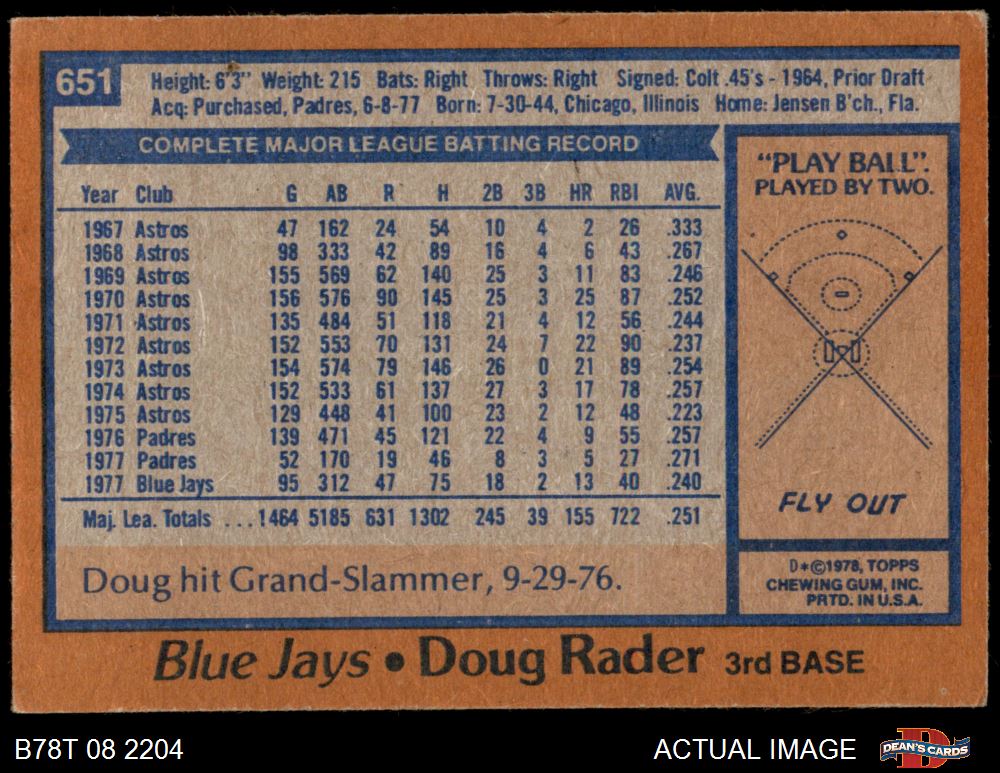 651
Height: 6'3" Weight: 215 Bats: Right Throws: Right Signed: Colt .45's - 1964, Prior Draft
Acq: Purchased, Padres, 6-8-77 Born: 7-30-44, Chicago, Illinois Home: Jensen B'ch., Fla.
COMPLETE MAJOR LEAGUE BATTING RECORD
Year Club G AB R H 2B 3B HR RBI AVG.
1967 Astros 47 162 24 54 10 4 2 26 .333
1968 Astros 98 333 42 89 16 4 6 43 .267
1969 Astros 155 569 62 140 25 3 11 83 .246
1970 Astros 156 576 90 145 25 3 25 87 .252
1971 Astros 135 484 51 118 21 4 12 56 .244
1972 Astros 152 553 70 131 24 7 22 90 .237
1973 Astros 154 574 79 146 26 0 21 89 .254
1974 Astros 152 533 61 137 27 3 17 78 .257
1975 Astros 129 448 41 100 23 2 12 48 .223
1976 Padres 139 471 45 121 22 4 9 55 .257
1977 Padres 52 170 19 46 8 3 5 27 .271
1977 Blue Jays 95 312 47 75 18 2 13 40 .240
Maj. Lea. Totals ... 1464 5185 631 1302 245 39 155 722 .251
Doug hit Grand-Slammer, 9-29-76.
"PLAY BALL".
PLAYED BY TWO.
FLY OUT
D*©1978, TOPPS
CHEWING GUM, INC.
PRTD. IN U.S.A.
Blue Jays • Doug Rader 3rd BASE
B78T 08 2204
ACTUAL IMAGE
DEAN'S CARDS